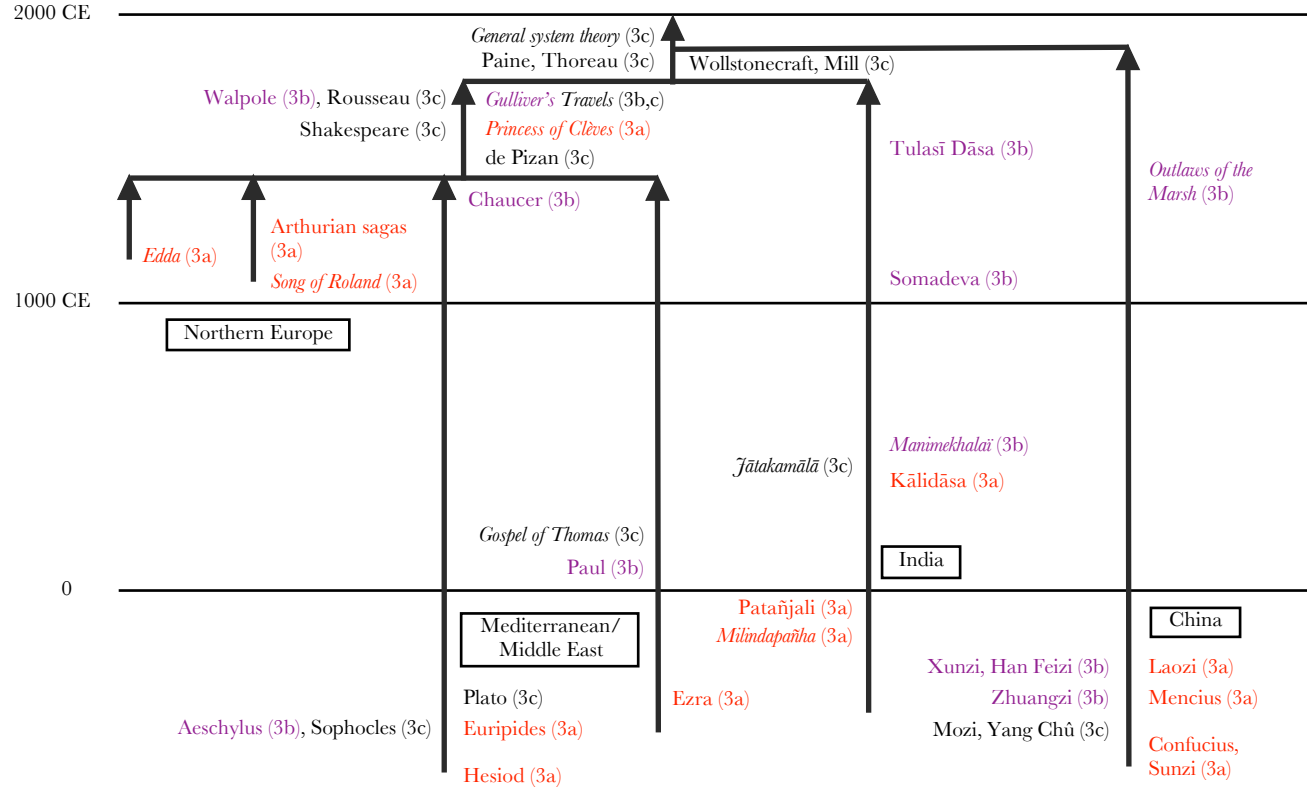 2000 CE
General system theory (3c)
Paine, Thoreau (3c)
Wollstonecraft, Mill (3c)
Walpole (3b), Rousseau (3c)
Gulliver's Travels (3b,c)
Shakespeare (3c)
Princess of Clèves (3a)
de Pizan (3c)
Tulasī Dāsa (3b)
Outlaws of the
Marsh (3b)
Chaucer (3b)
Edda (3a)
Arthurian sagas
(3a)
Song of Roland (3a)
Somadeva (3b)
1000 CE
Northern Europe
Manimekhalaï (3b)
Jātakamālā (3c)
Kālidāsa (3a)
Gospel of Thomas (3c)
Paul (3b)
India
0
Patañjali (3a)
Milindapañha (3a)
Mediterranean/
Middle East
China
Xunzi, Han Feizi (3b)
Laozi (3a)
Plato (3c)
Ezra (3a)
Zhuangzi (3b)
Mencius (3a)
Aeschylus (3b), Sophocles (3c)
Euripides (3a)
Mozi, Yang Chû (3c)
Confucius,
Sunzi (3a)
Hesiod (3a)